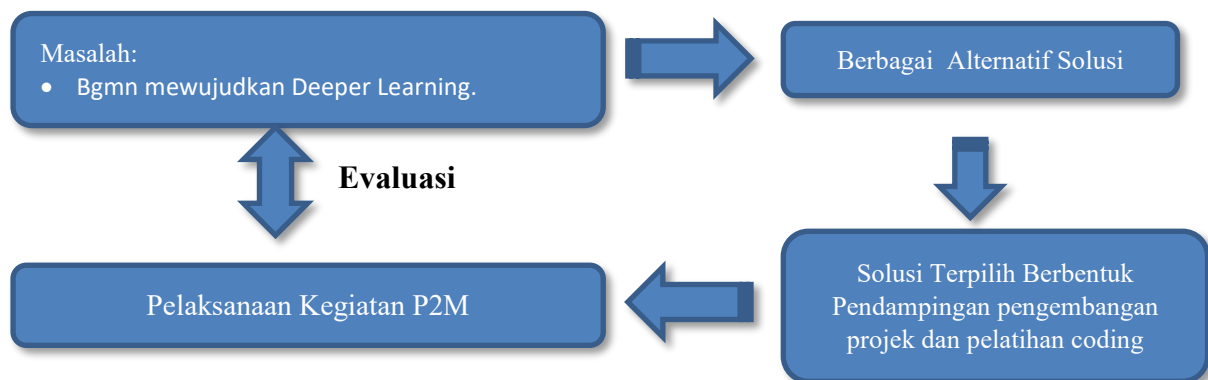 Masalah:
• Bgmn mewujudkan Deeper Learning.
Berbagai Alternatif Solusi
Evaluasi
Solusi Terpilih Berbentuk
Pendampingan pengembangan
projek dan pelatihan coding
Pelaksanaan Kegiatan P2M